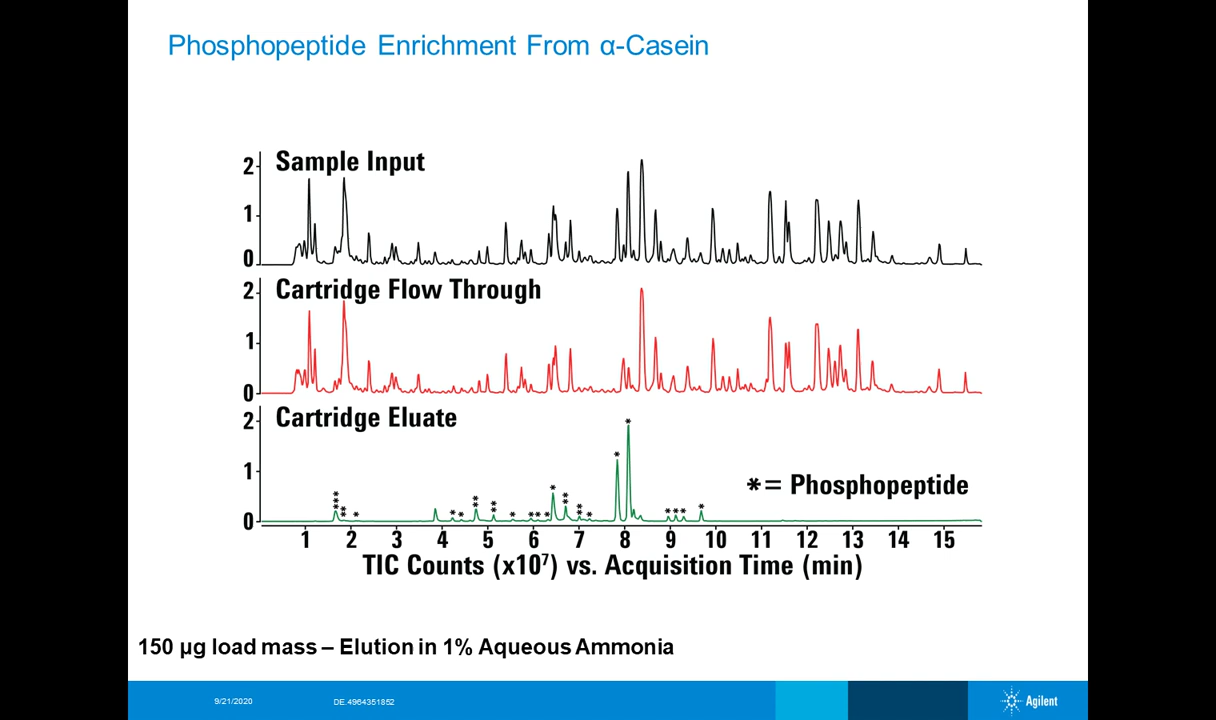 Phosphopeptide Enrichment From α-Casein
2
Sample Input
1
0
2
Cartridge Flow Through
1
0
2
Cartridge Eluate
1
0
*** ** * * * ** ** * * * * * ** ** * * * * * * *
*= Phosphopeptide
1 2 3 4 5 6 7 8 9 10 11 12 13 14 15
TIC Counts (x10⁷) vs. Acquisition Time (min)
150 µg load mass – Elution in 1% Aqueous Ammonia
9/21/2020 DE.4964351852 Agilent